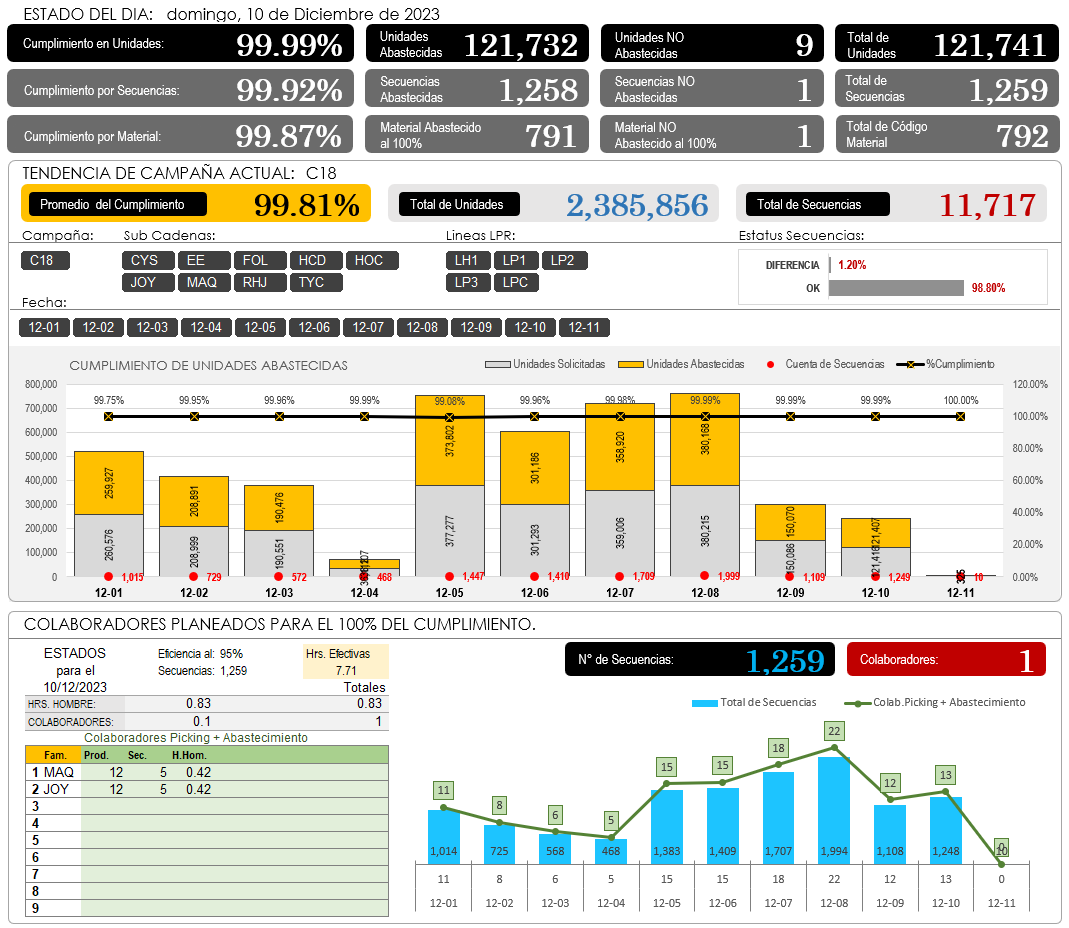 ESTADO DEL DIA: domingo, 10 de Diciembre de 2023
Cumplimiento en Unidades: 99.99%
Unidades Abastecidas 121,732
Unidades NO Abastecidas 9
Total de Unidades 121,741
Cumplimiento por Secuencias: 99.92%
Secuencias Abastecidas 1,258
Secuencias NO Abastecidas 1
Total de Secuencias 1,259
Cumplimiento por Material: 99.87%
Material Abastecido al 100% 791
Material NO Abastecido al 100% 1
Total de Código Material 792
TENDENCIA DE CAMPAÑA ACTUAL: C18
Promedio del Cumplimiento 99.81%
Total de Unidades 2,385,856
Total de Secuencias 11,717
Campaña: Sub Cadenas: Lineas LPR: Estatus Secuencias:
C18 CYS EE FOL HCD HOC LH1 LP1 LP2
JOY MAQ RHJ TYC LP3 LPC
DIFERENCIA 1.20%
OK 98.80%
Fecha:
12-01 12-02 12-03 12-04 12-05 12-06 12-07 12-08 12-09 12-10 12-11
CUMPLIMIENTO DE UNIDADES ABASTECIDAS
Unidades Solicitadas Unidades Abastecidas Cuenta de Secuencias %Cumplimiento
800,000 120.00%
700,000 100.00%
600,000 80.00%
500,000 60.00%
400,000
300,000 40.00%
200,000 20.00%
100,000
0 0.00%
99.75% 99.95% 99.96% 99.99% 99.08% 99.96% 99.98% 99.99% 99.99% 99.99% 100.00%
259,927 208,891 190,476 373,802 301,186 358,920 380,168 150,070 121,407
260,576 208,999 190,551 377,277 301,293 359,006 380,215 150,086 121,416
1,015 729 572 468 1,447 1,410 1,709 1,999 1,109 1,249 10
12-01 12-02 12-03 12-04 12-05 12-06 12-07 12-08 12-09 12-10 12-11
COLABORADORES PLANEADOS PARA EL 100% DEL CUMPLIMIENTO.
ESTADOS
para el
10/12/2023
Eficiencia al: 95%
Secuencias: 1,259
Hrs. Efectivas
7.71
Totales
HRS. HOMBRE: 0.83 0.83
COLABORADORES: 0.1 1
Colaboradores Picking + Abastecimiento
Fam. Prod. Sec. H.Hom.
1 MAQ 12 5 0.42
2 JOY 12 5 0.42
3
4
5
6
7
8
9
N° de Secuencias: 1,259
Colaboradores: 1
Total de Secuencias Colab.Picking + Abastecimiento
11 8 6 5 15 15 18 22 12 13 0
1,014 725 568 468 1,383 1,409 1,707 1,994 1,108 1,248 10
11 8 6 5 15 15 18 22 12 13 0
12-01 12-02 12-03 12-04 12-05 12-06 12-07 12-08 12-09 12-10 12-11